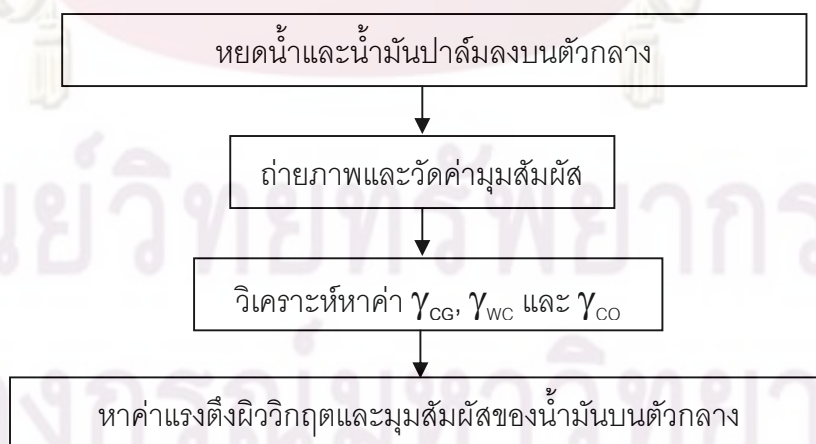 หยดน้ำและน้ำมันปาล์มลงบนตัวกลาง
ถ่ายภาพและวัดค่ามุมสัมผัส
วิเคราะห์หาค่า γCG, γWC และ γCO
หาค่าแรงตึงผิววิกฤตและมุมสัมผัสของน้ำมันบนตัวกลาง